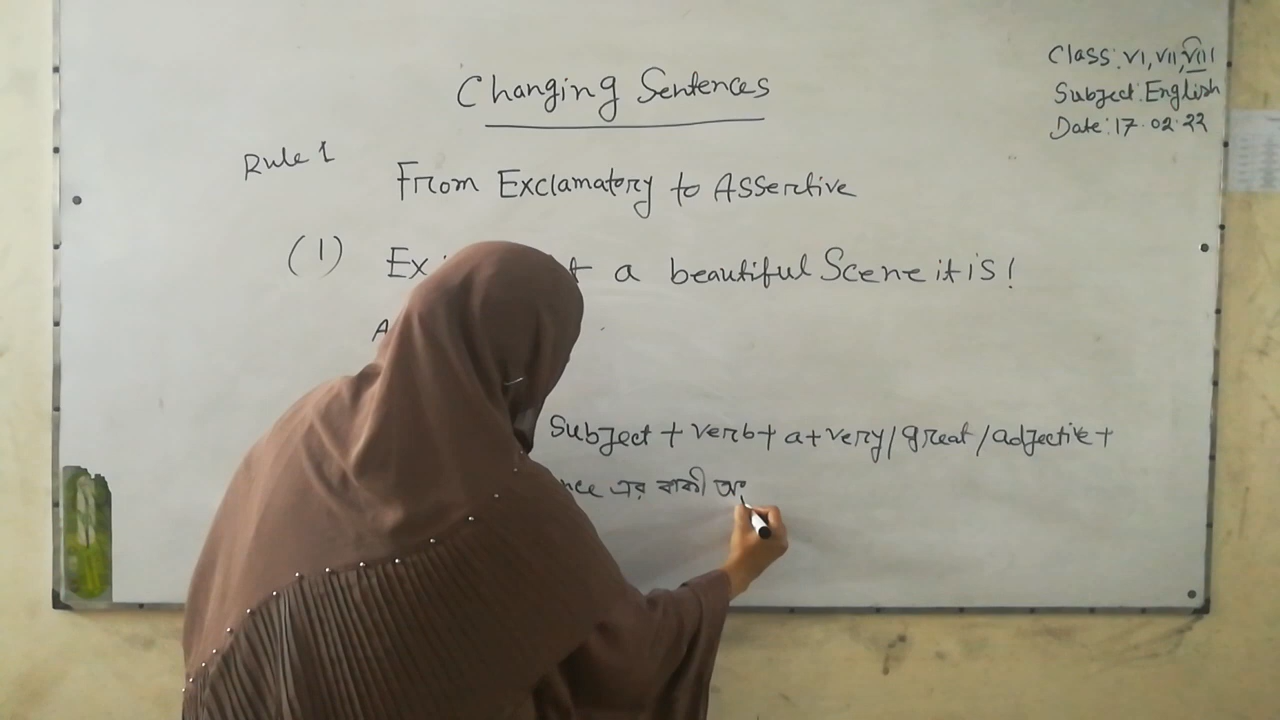 Class: VI, VII, VIII
Subject: English
Date: 17.02.22
Changing Sentences
Rule 1
From Exclamatory to Assertive
(1) Ex a beautiful Scene it is!
A
Subject + verb + a + very / great / adjective +
এর বাকী